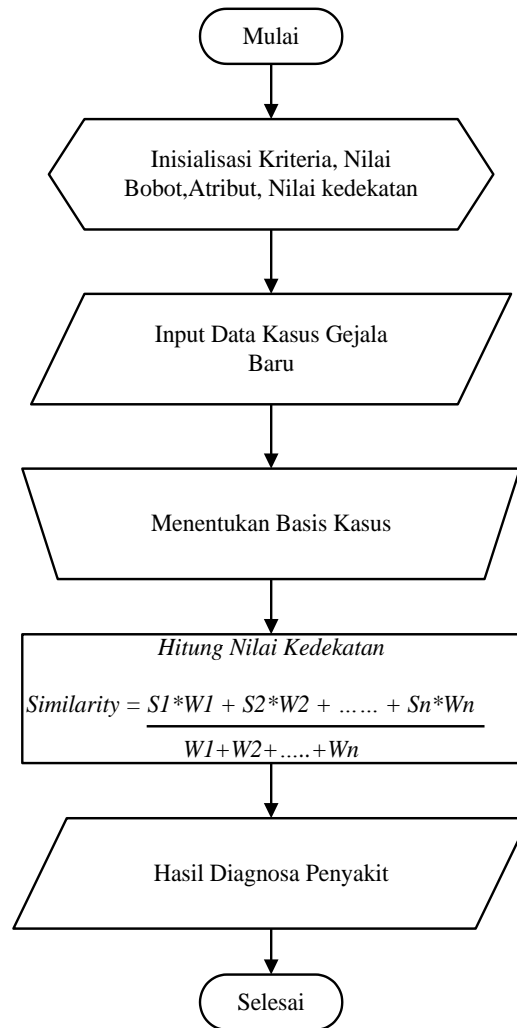 Mulai
Inisialisasi Kriteria, Nilai
Bobot,Atribut, Nilai kedekatan
Input Data Kasus Gejala
Baru
Menentukan Basis Kasus
Hitung Nilai Kedekatan
Similarity = S1*W1 + S2*W2 + …… + Sn*Wn
W1+W2+…..+Wn
Hasil Diagnosa Penyakit
Selesai